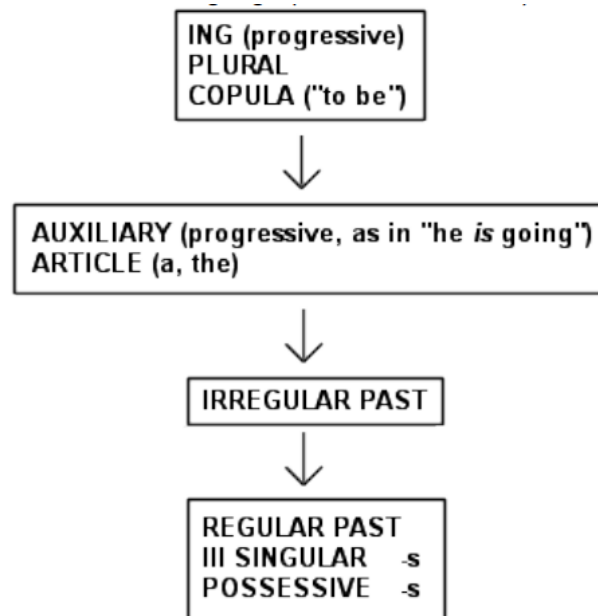 ING (progressive)
PLURAL
COPULA ("to be")
AUXILIARY (progressive, as in "he is going")
ARTICLE (a, the)
IRREGULAR PAST
REGULAR PAST
III SINGULAR -s
POSSESSIVE -s